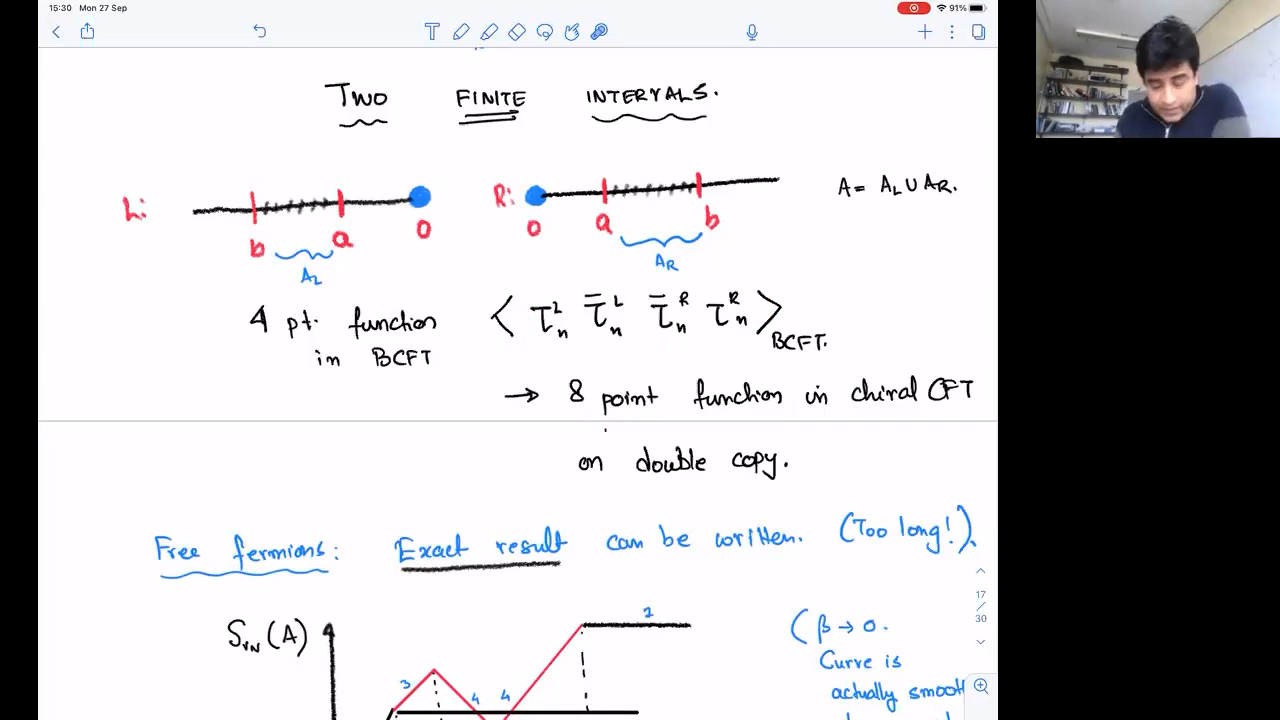 15:30 Mon 27 Sep
91%
TWO FINITE INTERVALS.
L:
R:
A = A_L ∪ A_R.
b a 0
0 a b
A_L
A_R
4 pt. function
in BCFT
⟨ τ_n^L τ̄_n^L τ̄_n^R τ_n^R ⟩_BCFT.
→ 8 point function in chiral CFT
on double copy.
Free fermions: Exact result can be written. (Too long!).
17
/
30
S_VN(A)
3
4
4
(β → 0.
Curve is
actually smooth